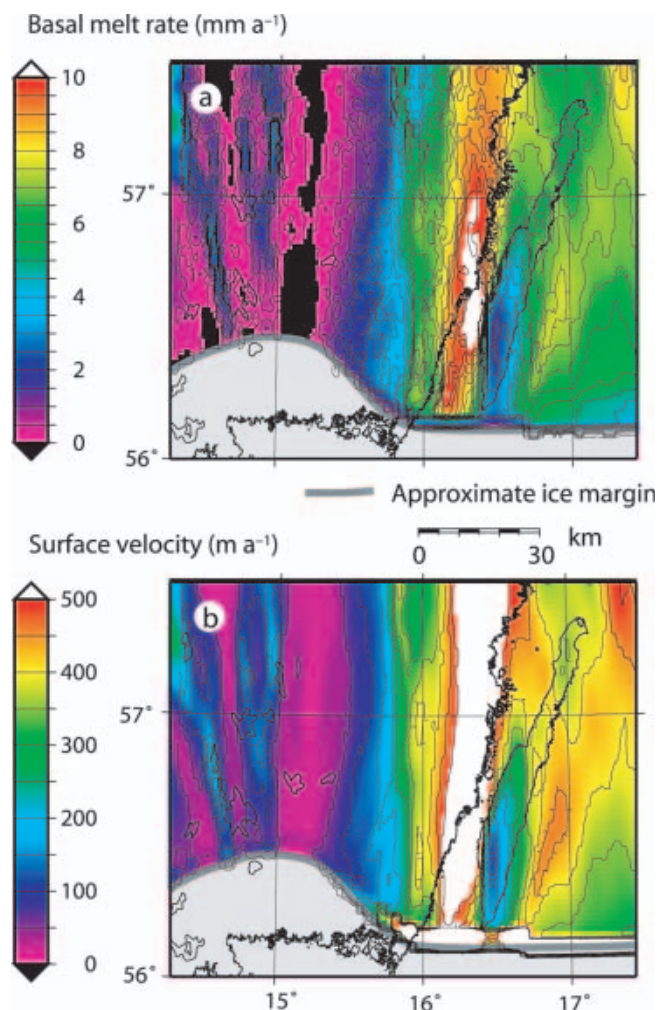 Basal melt rate (mm a⁻¹)
10
8
6
4
2
0
a
57°
56°
Approximate ice margin
Surface velocity (m a⁻¹)
0 30 km
500
400
300
200
100
0
b
57°
56°
15° 16° 17°